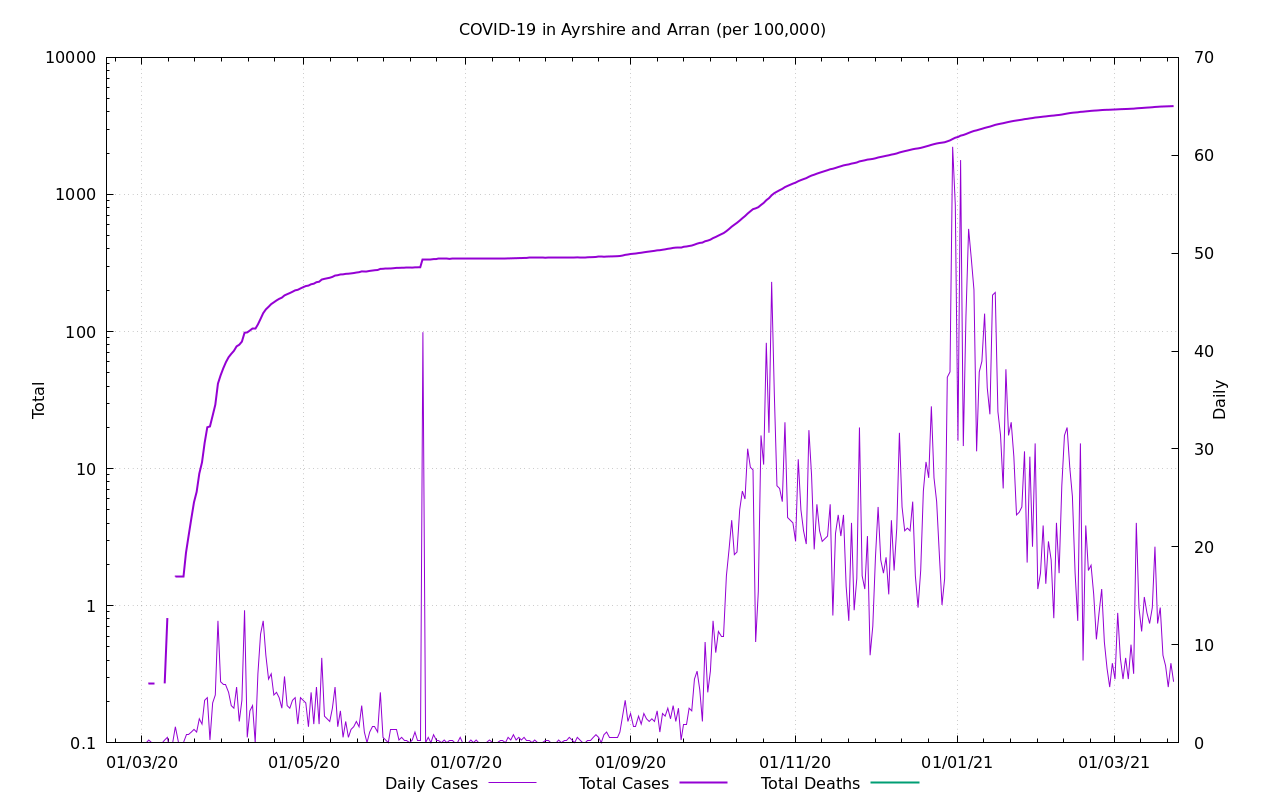 COVID-19 in Ayrshire and Arran (per 100,000)
10000
1000
100
10
1
0.1
Total
70
60
50
40
30
20
10
0
Daily
01/03/20 01/05/20 01/07/20 01/09/20 01/11/20 01/01/21 01/03/21
Daily Cases Total Cases Total Deaths